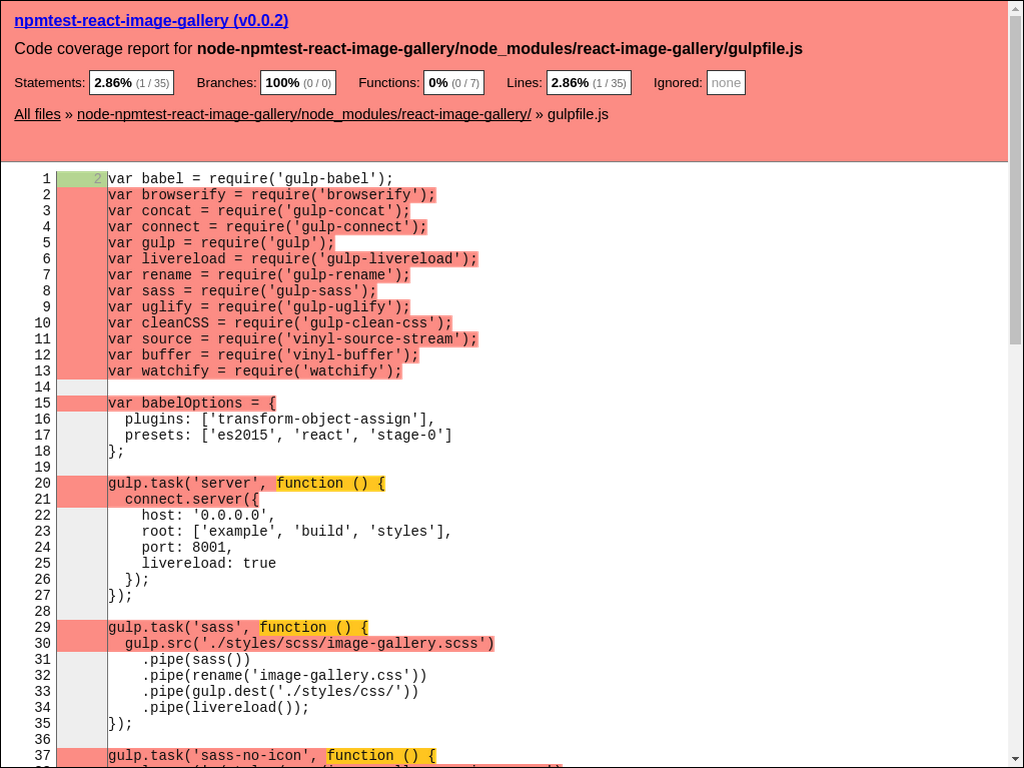 npmtest-react-image-gallery (v0.0.2)
Code coverage report for node-npmtest-react-image-gallery/node_modules/react-image-gallery/gulpfile.js
Statements: 2.86% (1 / 35) Branches: 100% (0 / 0) Functions: 0% (0 / 7) Lines: 2.86% (1 / 35) Ignored: none
All files » node-npmtest-react-image-gallery/node_modules/react-image-gallery/ » gulpfile.js
1 2 var babel = require('gulp-babel');
2 var browserify = require('browserify');
3 var concat = require('gulp-concat');
4 var connect = require('gulp-connect');
5 var gulp = require('gulp');
6 var livereload = require('gulp-livereload');
7 var rename = require('gulp-rename');
8 var sass = require('gulp-sass');
9 var uglify = require('gulp-uglify');
10 var cleanCSS = require('gulp-clean-css');
11 var source = require('vinyl-source-stream');
12 var buffer = require('vinyl-buffer');
13 var watchify = require('watchify');
14
15 var babelOptions = {
16   plugins: ['transform-object-assign'],
17   presets: ['es2015', 'react', 'stage-0']
18 };
19
20 gulp.task('server', function () {
21   connect.server({
22     host: '0.0.0.0',
23     root: ['example', 'build', 'styles'],
24     port: 8001,
25     livereload: true
26   });
27 });
28
29 gulp.task('sass', function () {
30   gulp.src('./styles/scss/image-gallery.scss')
31     .pipe(sass())
32     .pipe(rename('image-gallery.css'))
33     .pipe(gulp.dest('./styles/css/'))
34     .pipe(livereload());
35 });
36
37 gulp.task('sass-no-icon', function () {